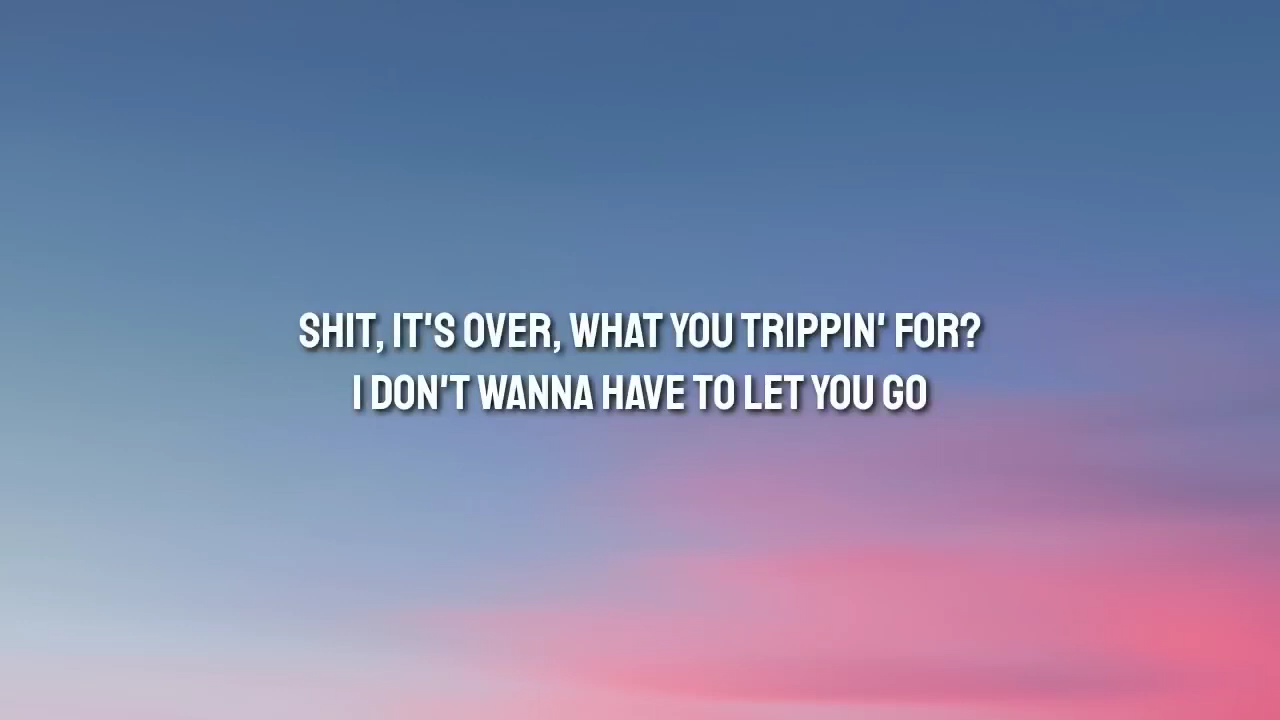 SHIT, IT'S OVER, WHAT YOU TRIPPIN' FOR?
I DON'T WANNA HAVE TO LET YOU GO